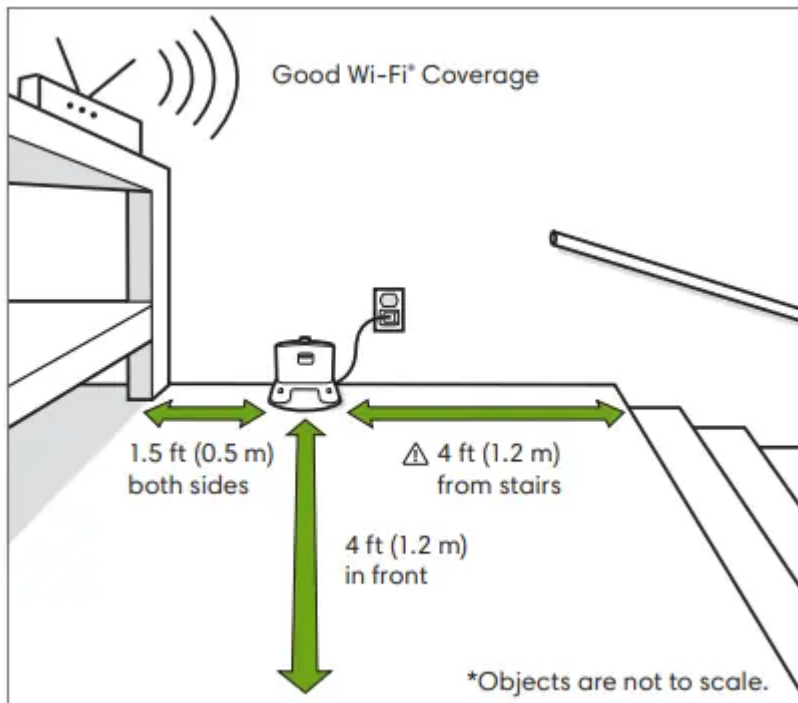 Good Wi-Fi® Coverage
1.5 ft (0.5 m)
both sides
⚠ 4 ft (1.2 m)
from stairs
4 ft (1.2 m)
in front
*Objects are not to scale.